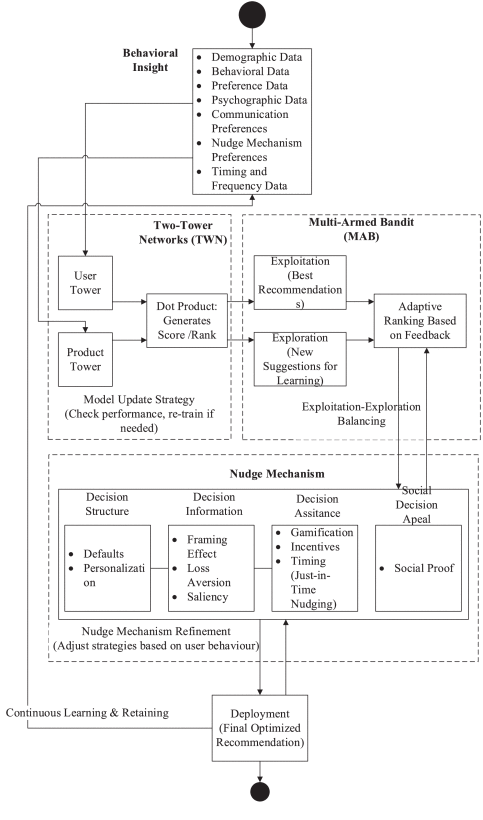 Behavioral
Insight
• Demographic Data
• Behavioral Data
• Preference Data
• Psychographic Data
• Communication
Preferences
• Nudge Mechanism
Preferences
• Timing and
Frequency Data
Two-Tower
Networks (TWN)
User
Tower
Product
Tower
Dot Product:
Generates
Score /Rank
Model Update Strategy
(Check performance, re-train if
needed)
Multi-Armed Bandit
(MAB)
Exploitation
(Best
Recommendation
s)
Exploration
(New
Suggestions for
Learning)
Adaptive
Ranking Based
on Feedback
Exploitation-Exploration
Balancing
Nudge Mechanism
Decision
Structure
• Defaults
• Personalizati
on
Decision
Information
• Framing
Effect
• Loss
Aversion
• Saliency
Decision
Assitance
• Gamification
• Incentives
• Timing
(Just-in-
Time
Nudging)
Social
Decision
Apeal
• Social Proof
Nudge Mechanism Refinement
(Adjust strategies based on user behaviour)
Continuous Learning & Retaining
Deployment
(Final Optimized
Recommendation)